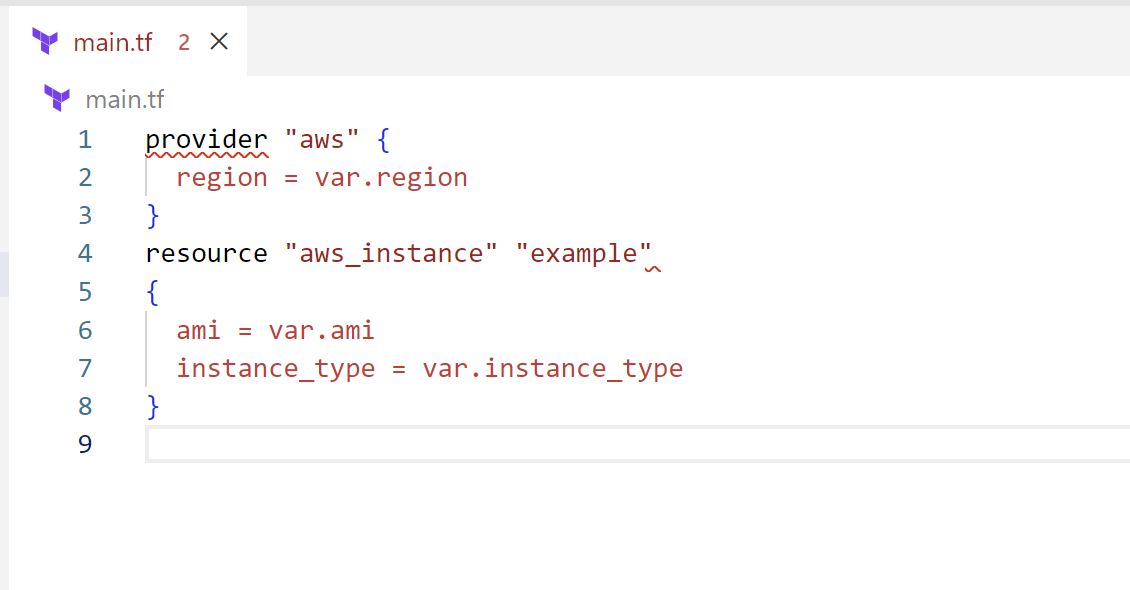 main.tf 2
main.tf
1 provider "aws" {
2 region = var.region
3 }
4 resource "aws_instance" "example"
5 {
6 ami = var.ami
7 instance_type = var.instance_type
8 }
9